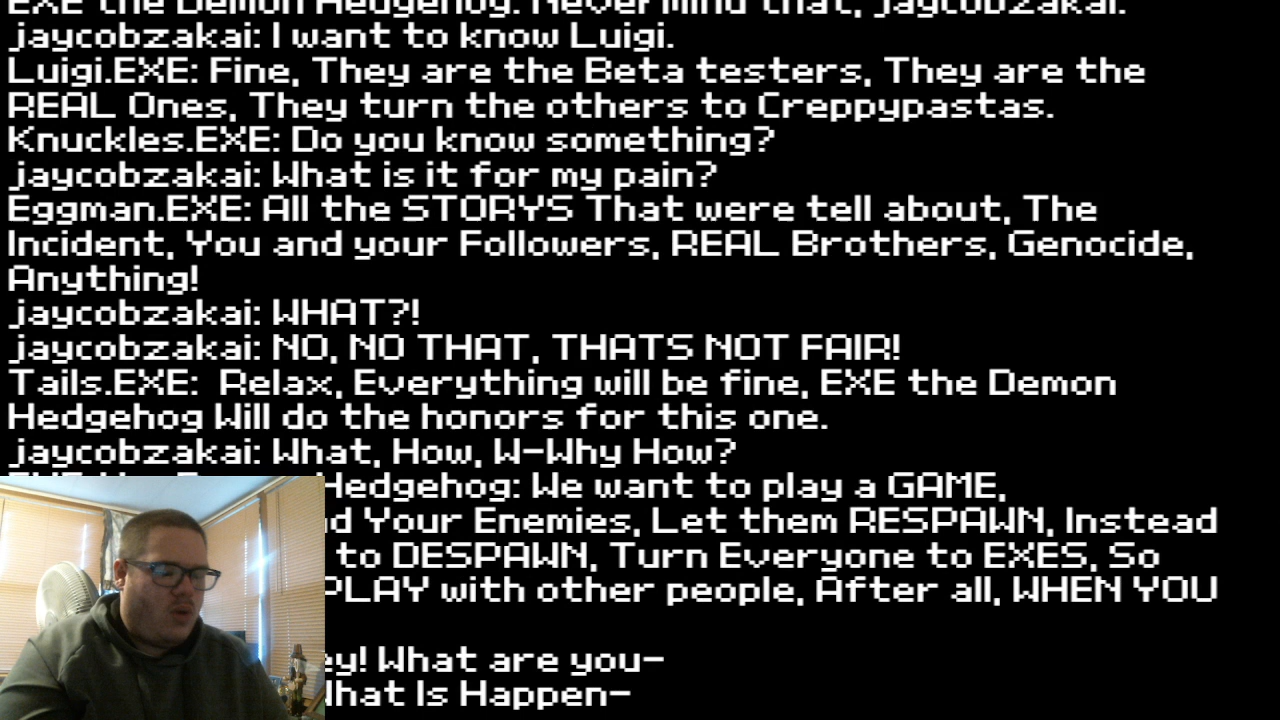 EXE the Demon Hedgehog: Nevermind that, jaycobzakai.
jaycobzakai: I want to know Luigi.
Luigi.EXE: Fine, They are the Beta testers, They are the
REAL Ones, They turn the others to Creppypastas.
Knuckles.EXE: Do you know something?
jaycobzakai: What is it for my pain?
Eggman.EXE: All the STORYS That were tell about, The
Incident, You and your Followers, REAL Brothers, Genocide,
Anything!
jaycobzakai: WHAT?!
jaycobzakai: NO, NO THAT, THATS NOT FAIR!
Tails.EXE:  Relax, Everything will be fine, EXE the Demon
Hedgehog Will do the honors for this one.
jaycobzakai: What, How, W-Why How?
Hedgehog: We want to play a GAME,
Your Enemies, Let them RESPAWN, Instead
to DESPAWN, Turn Everyone to EXES, So
PLAY with other people, After all, WHEN YOU
What are you-
What Is Happen-